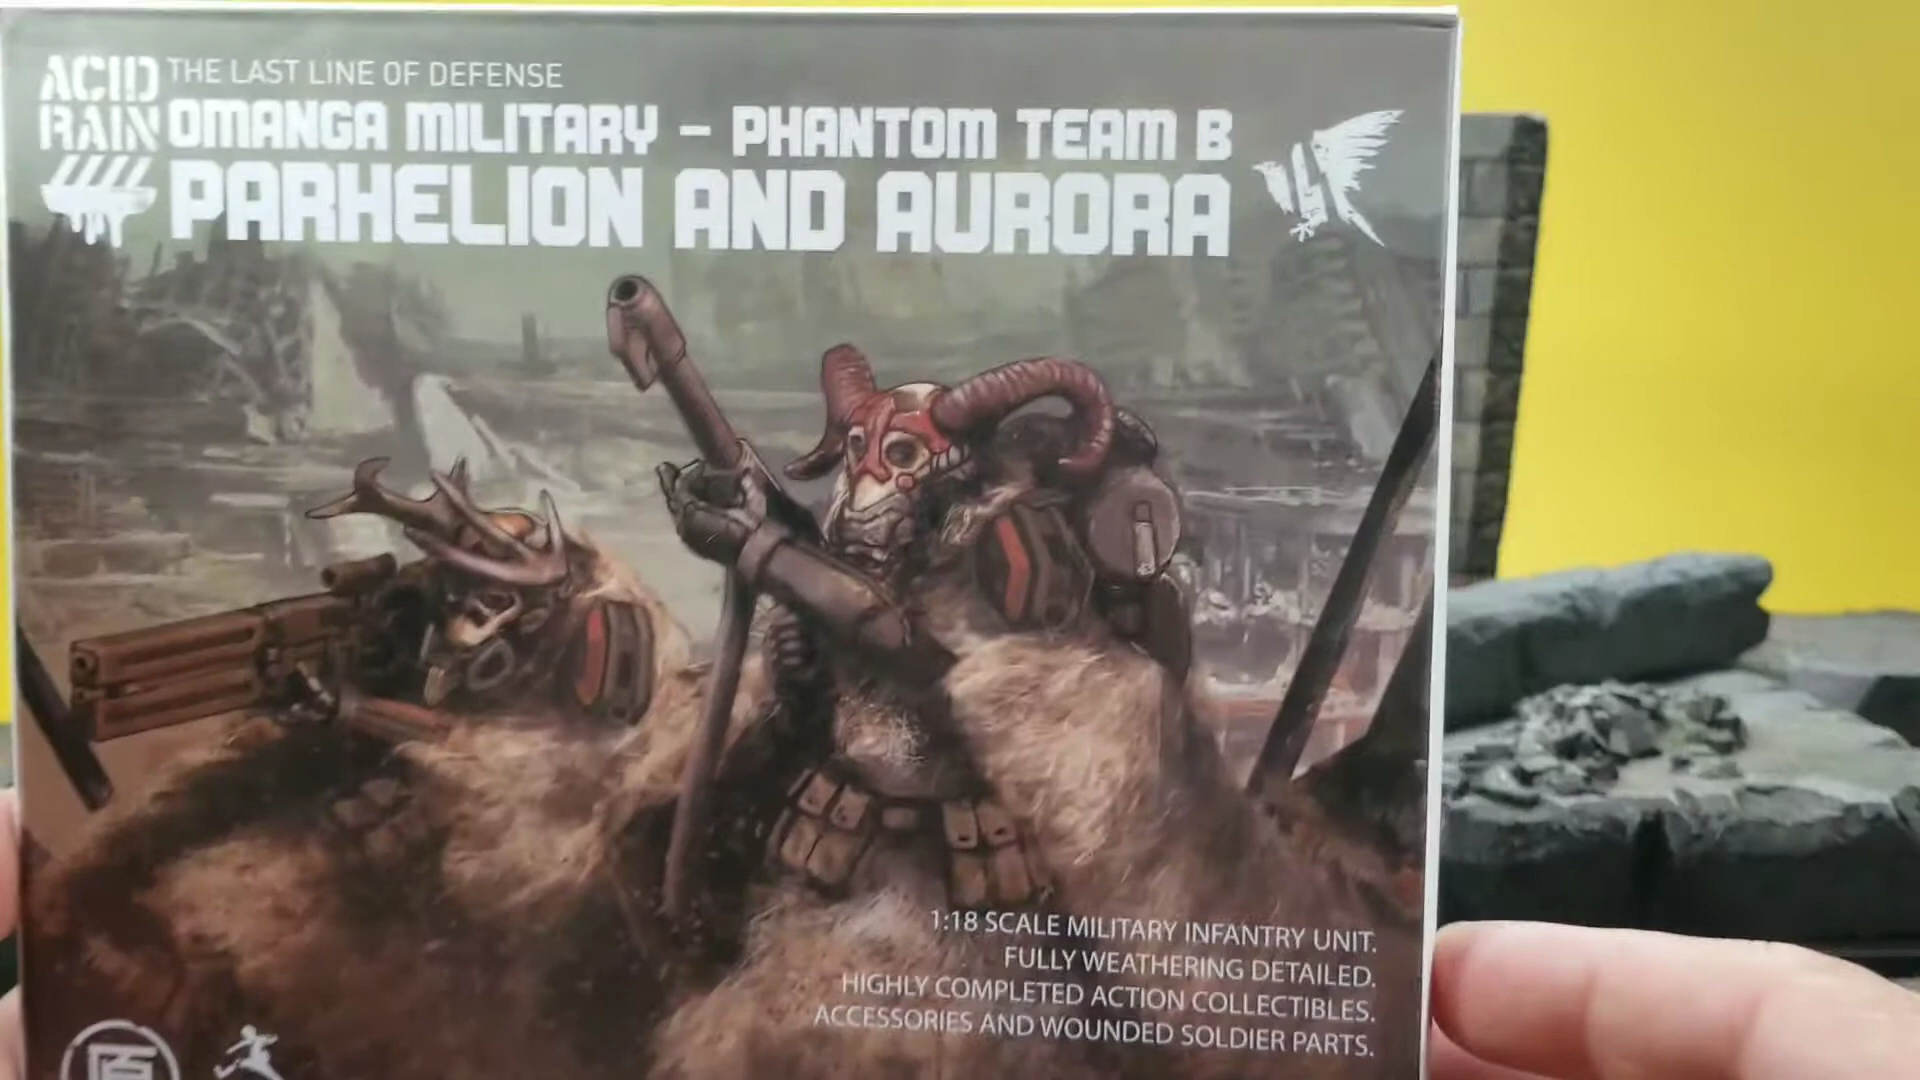 ACID RAIN
THE LAST LINE OF DEFENSE
OMANGA MILITARY – PHANTOM TEAM B
PARHELION AND AURORA
1:18 SCALE MILITARY INFANTRY UNIT.
FULLY WEATHERING DETAILED.
HIGHLY COMPLETED ACTION COLLECTIBLES.
ACCESSORIES AND WOUNDED SOLDIER PARTS.